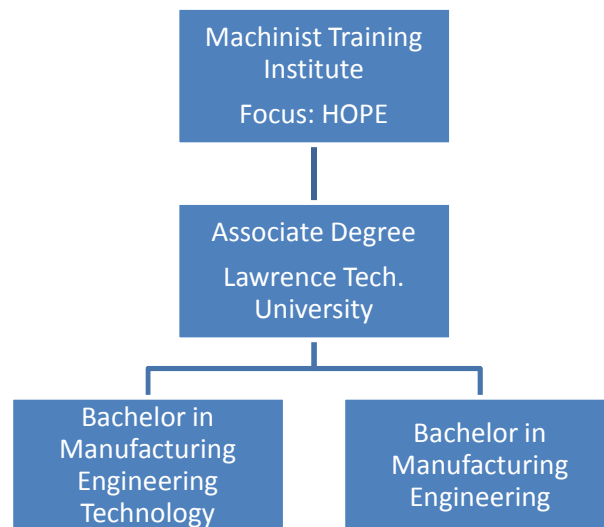 Machinist Training
Institute
Focus: HOPE
Associate Degree
Lawrence Tech.
University
Bachelor in
Manufacturing
Engineering
Technology
Bachelor in
Manufacturing
Engineering